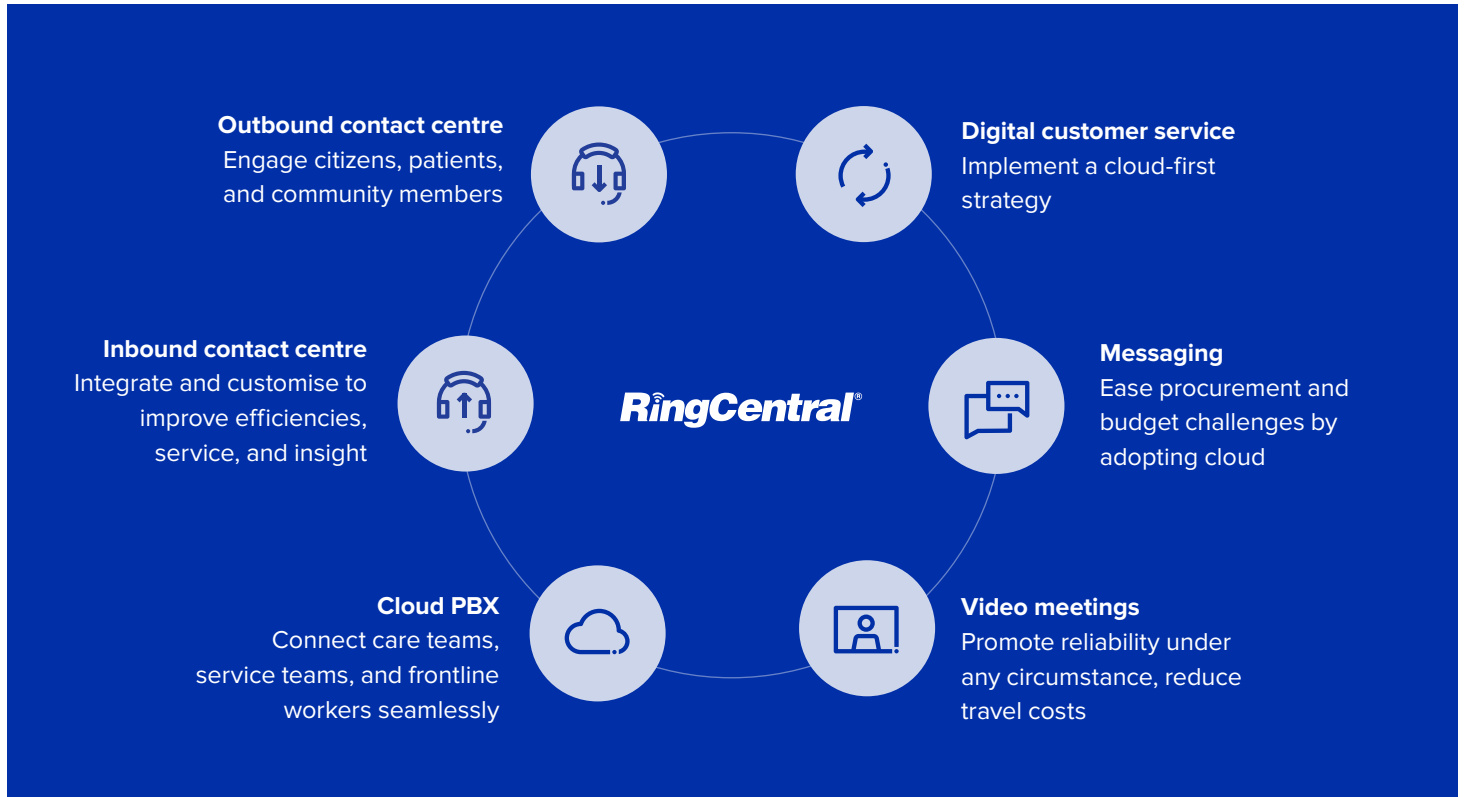 Outbound contact centre
Engage citizens, patients,
and community members
Digital customer service
Implement a cloud-first
strategy
Inbound contact centre
Integrate and customise to
improve efficiencies,
service, and insight
RingCentral®
Messaging
Ease procurement and
budget challenges by
adopting cloud
Cloud PBX
Connect care teams,
service teams, and frontline
workers seamlessly
Video meetings
Promote reliability under
any circumstance, reduce
travel costs